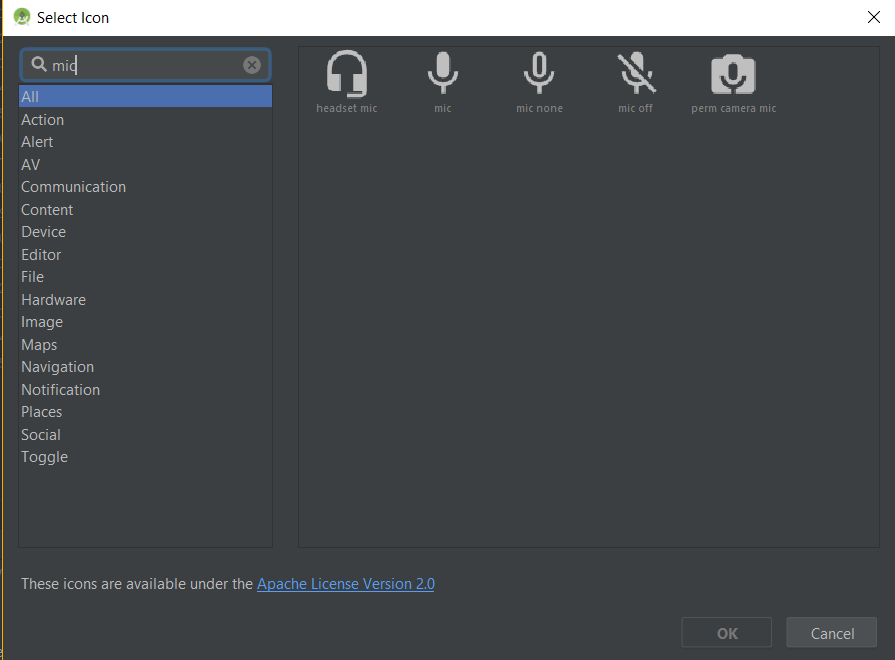 Select Icon
mic
All
Action
Alert
AV
Communication
Content
Device
Editor
File
Hardware
Image
Maps
Navigation
Notification
Places
Social
Toggle
headset mic
mic
mic none
mic off
perm camera mic
These icons are available under the Apache License Version 2.0
OK
Cancel